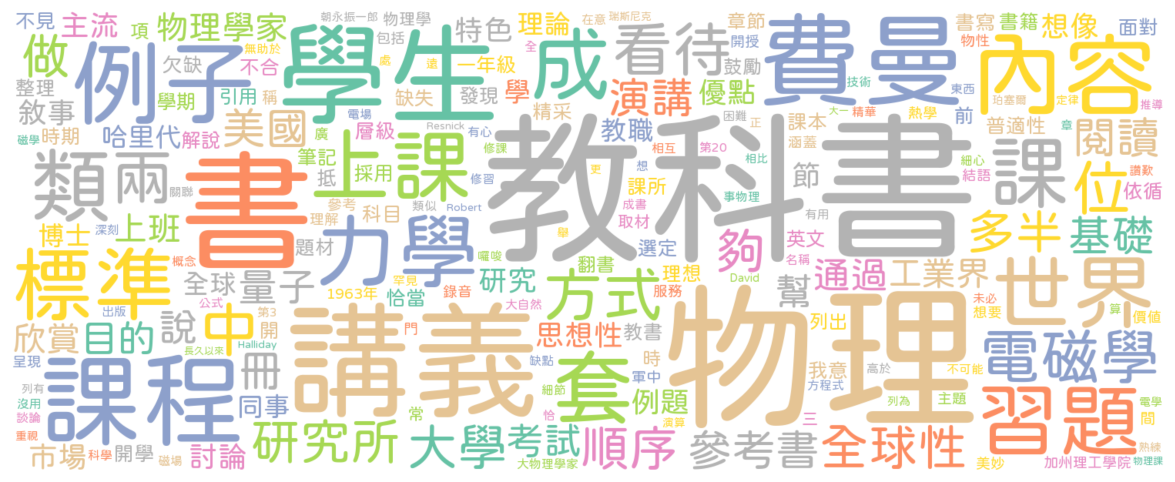 不見
主流
項
物理學家
朝永振一郎
物理學
包括
特色
理論
在意
瑞斯尼克
章節
開授
書寫
書籍
物性
想像
面對
做
例子
無助於
欠缺
不合
學生
一年級
成
看待
鼓勵
全
處
遠
費曼
技術
東西
內容
珀塞爾
定律
推導
整理
敘事
學期
引用
稱
缺失
發現
學
精采
演講
優點
困難
正
大一
精華
熱學
課本
涵蓋
前
普適性
章
磁學
時期
哈里代
解說
美國
電場
層級
廣
Resnick
有心
修課
教職
相互
第20
相比
閱讀
細心
結語
讚歎
類
兩
關聯
書
筆記
抵
上課
採用
參考
理解
科目
類似
修習
Robert
教科書
課所
取材
想
更
成書
事物理
有用
節
課
位
依循
博士
深刻
上班
題材
力學
囉唆
舉
選定
夠
英文
名稱
多半
基礎
標準
概念
全球
量子
研究
方式
翻書
理想
服務
David
幫
通過
工業界
未必
想要
世界
算
價值
公式
罕見
1963年
恰當
錄音
大自然
欣賞
出版
目的
說
中
第3
開
門
講義
思想性
教書
物理
列出
呈現
長久以來
Halliday
課程
冊
套
缺點
細節
時
軍中
我意
方程式
高於
不可能
電磁學
列有
沒用
談論
同事
常
恰
例題
演算
三
列為
主題
習題
電學
間
重視
市場
科學
開學
磁場
討論
研究所
大學
考試
大物理學家
順序
參考書
全球性
美妙
加州理工學院
熟練
物理課